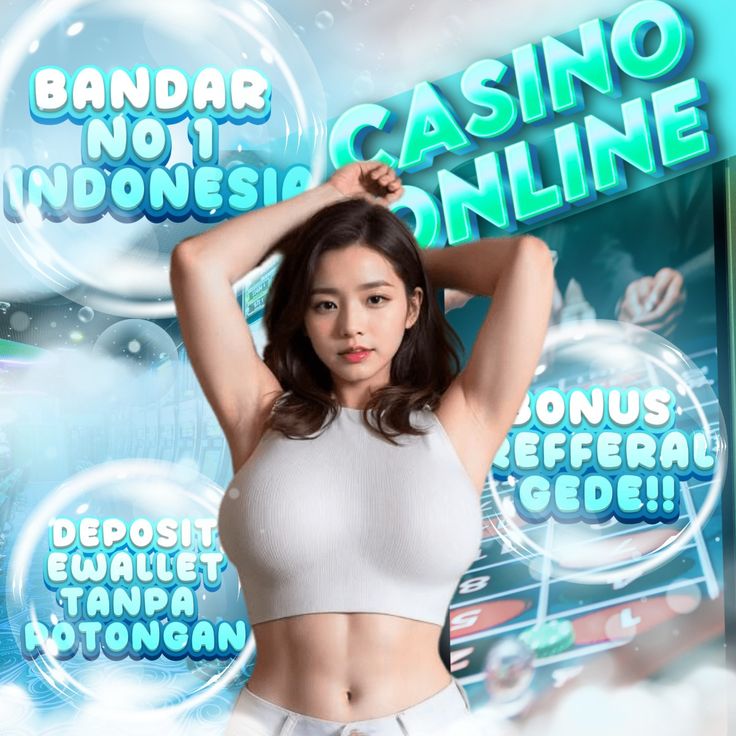 BANDAR
NO 1
INDONESIA
CASINO
ONLINE
BONUS
REFFERAL
GEDE!!
DEPOSIT
EWALLET
TANPA
POTONGAN